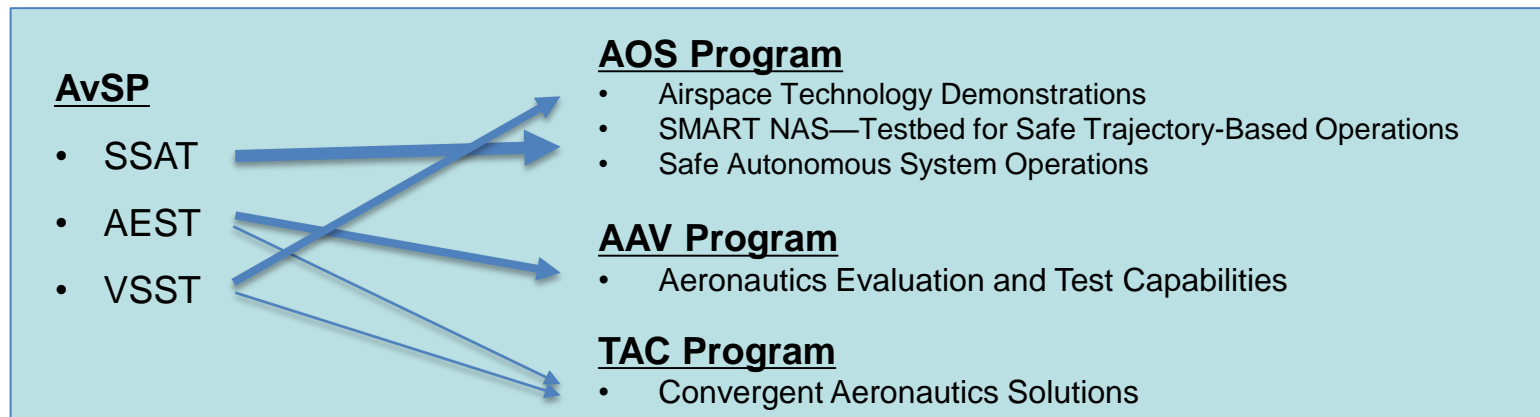 AvSP
• SSAT
• AEST
• VSST
AOS Program
• Airspace Technology Demonstrations
• SMART NAS—Testbed for Safe Trajectory-Based Operations
• Safe Autonomous System Operations
AAV Program
• Aeronautics Evaluation and Test Capabilities
TAC Program
• Convergent Aeronautics Solutions